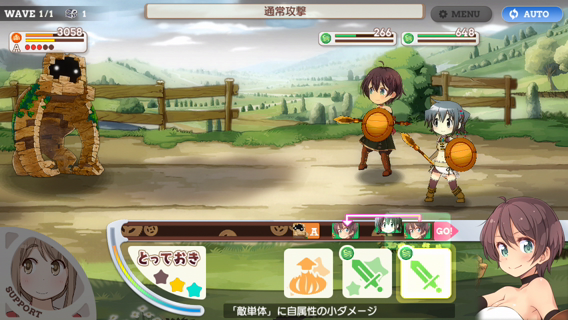 WAVE 1/1 1
通常攻撃
MENU
AUTO
3058
A
266
648
A
GO!
とっておき
SUPPORT
「敵単体」に自属性の小ダメージ